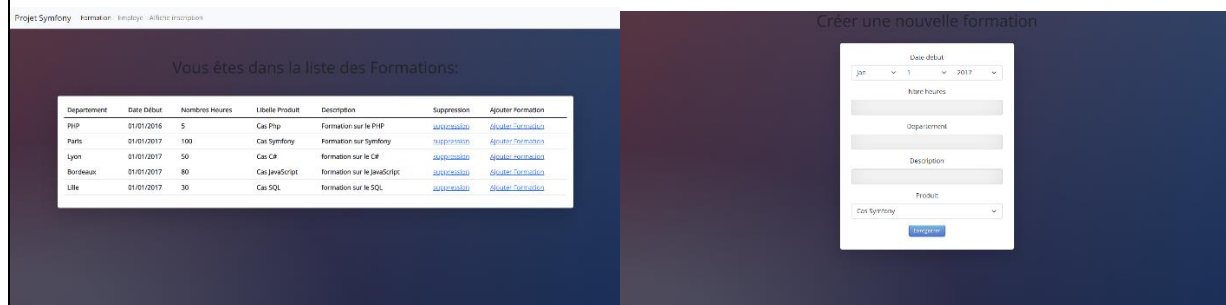 Projet Symfony Formation Employe Affiche inscription
Vous êtes dans la liste des Formations:
Departement Date Début Nombres Heures Libelle Produit Description Suppression Ajouter Formation
PHP 01/01/2016 5 Cas Php Formation sur le PHP suppression Ajouter Formation
Paris 01/01/2017 100 Cas Symfony Formation sur Symfony suppression Ajouter Formation
Lyon 01/01/2017 50 Cas C# formation sur le C# suppression Ajouter Formation
Bordeaux 01/01/2017 80 Cas JavaScript formation sur le JavaScript suppression Ajouter Formation
Lille 01/01/2017 30 Cas SQL formation sur le SQL suppression Ajouter Formation
Créer une nouvelle formation
Date debut
Jan 1 2017
Nbre heures
Departement
Description
Produit
Cas Symfony
Enregistrer